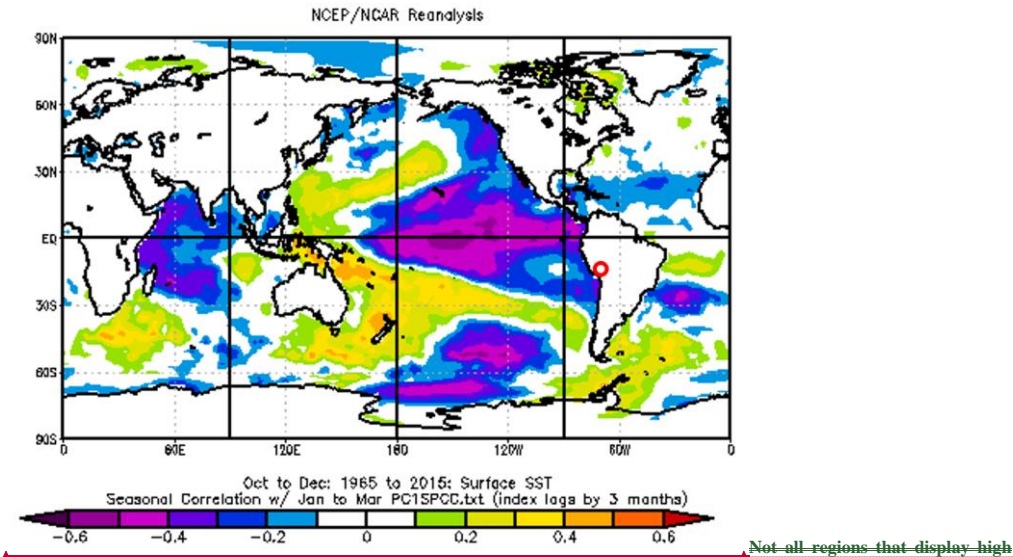 NCEP/NCAR Reanalysis
90N
60N
30N
EQ
30S
60S
90S
0 60E 120E 180 120W 60W 0
Oct to Dec: 1965 to 2015: Surface SST
Seasonal Correlation w/ Jan to Mar PC1SPCC.txt (index lags by 3 months)
-0.6 -0.4 -0.2 0 0.2 0.4 0.6
Not all regions that display high